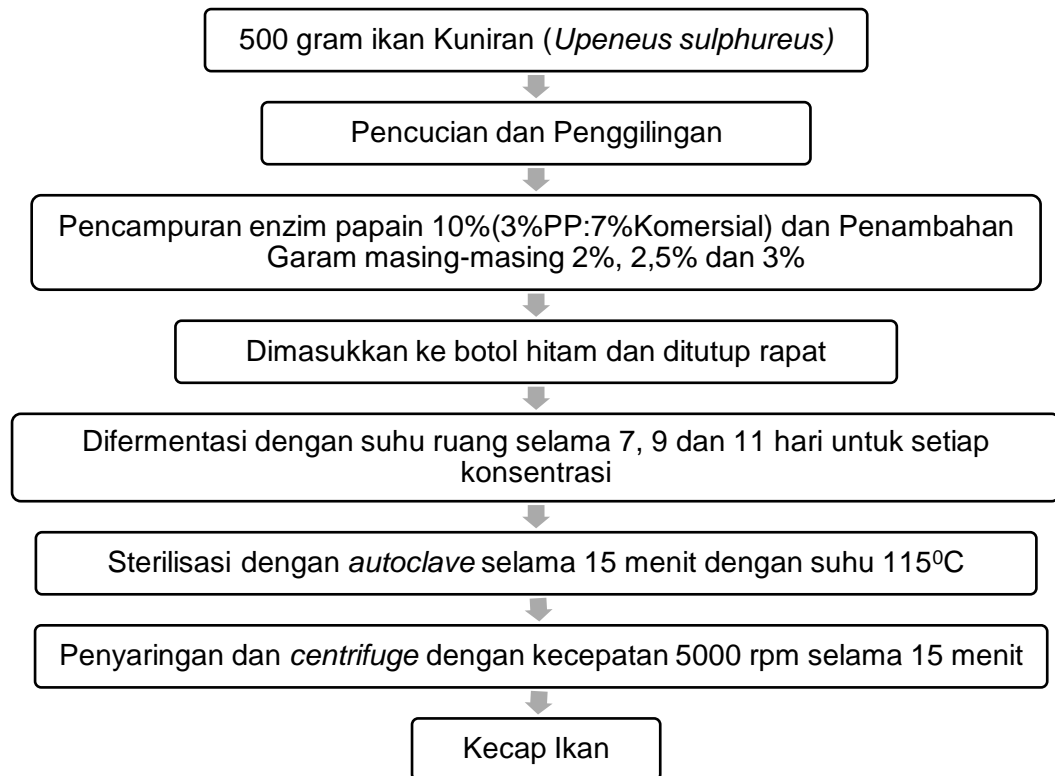 500 gram ikan Kuniran (Upeneus sulphureus)
Pencucian dan Penggilingan
Pencampuran enzim papain 10%(3%PP:7%Komersial) dan Penambahan
Garam masing-masing 2%, 2,5% dan 3%
Dimasukkan ke botol hitam dan ditutup rapat
Difermentasi dengan suhu ruang selama 7, 9 dan 11 hari untuk setiap
konsentrasi
Sterilisasi dengan autoclave selama 15 menit dengan suhu 115⁰C
Penyaringan dan centrifuge dengan kecepatan 5000 rpm selama 15 menit
Kecap Ikan